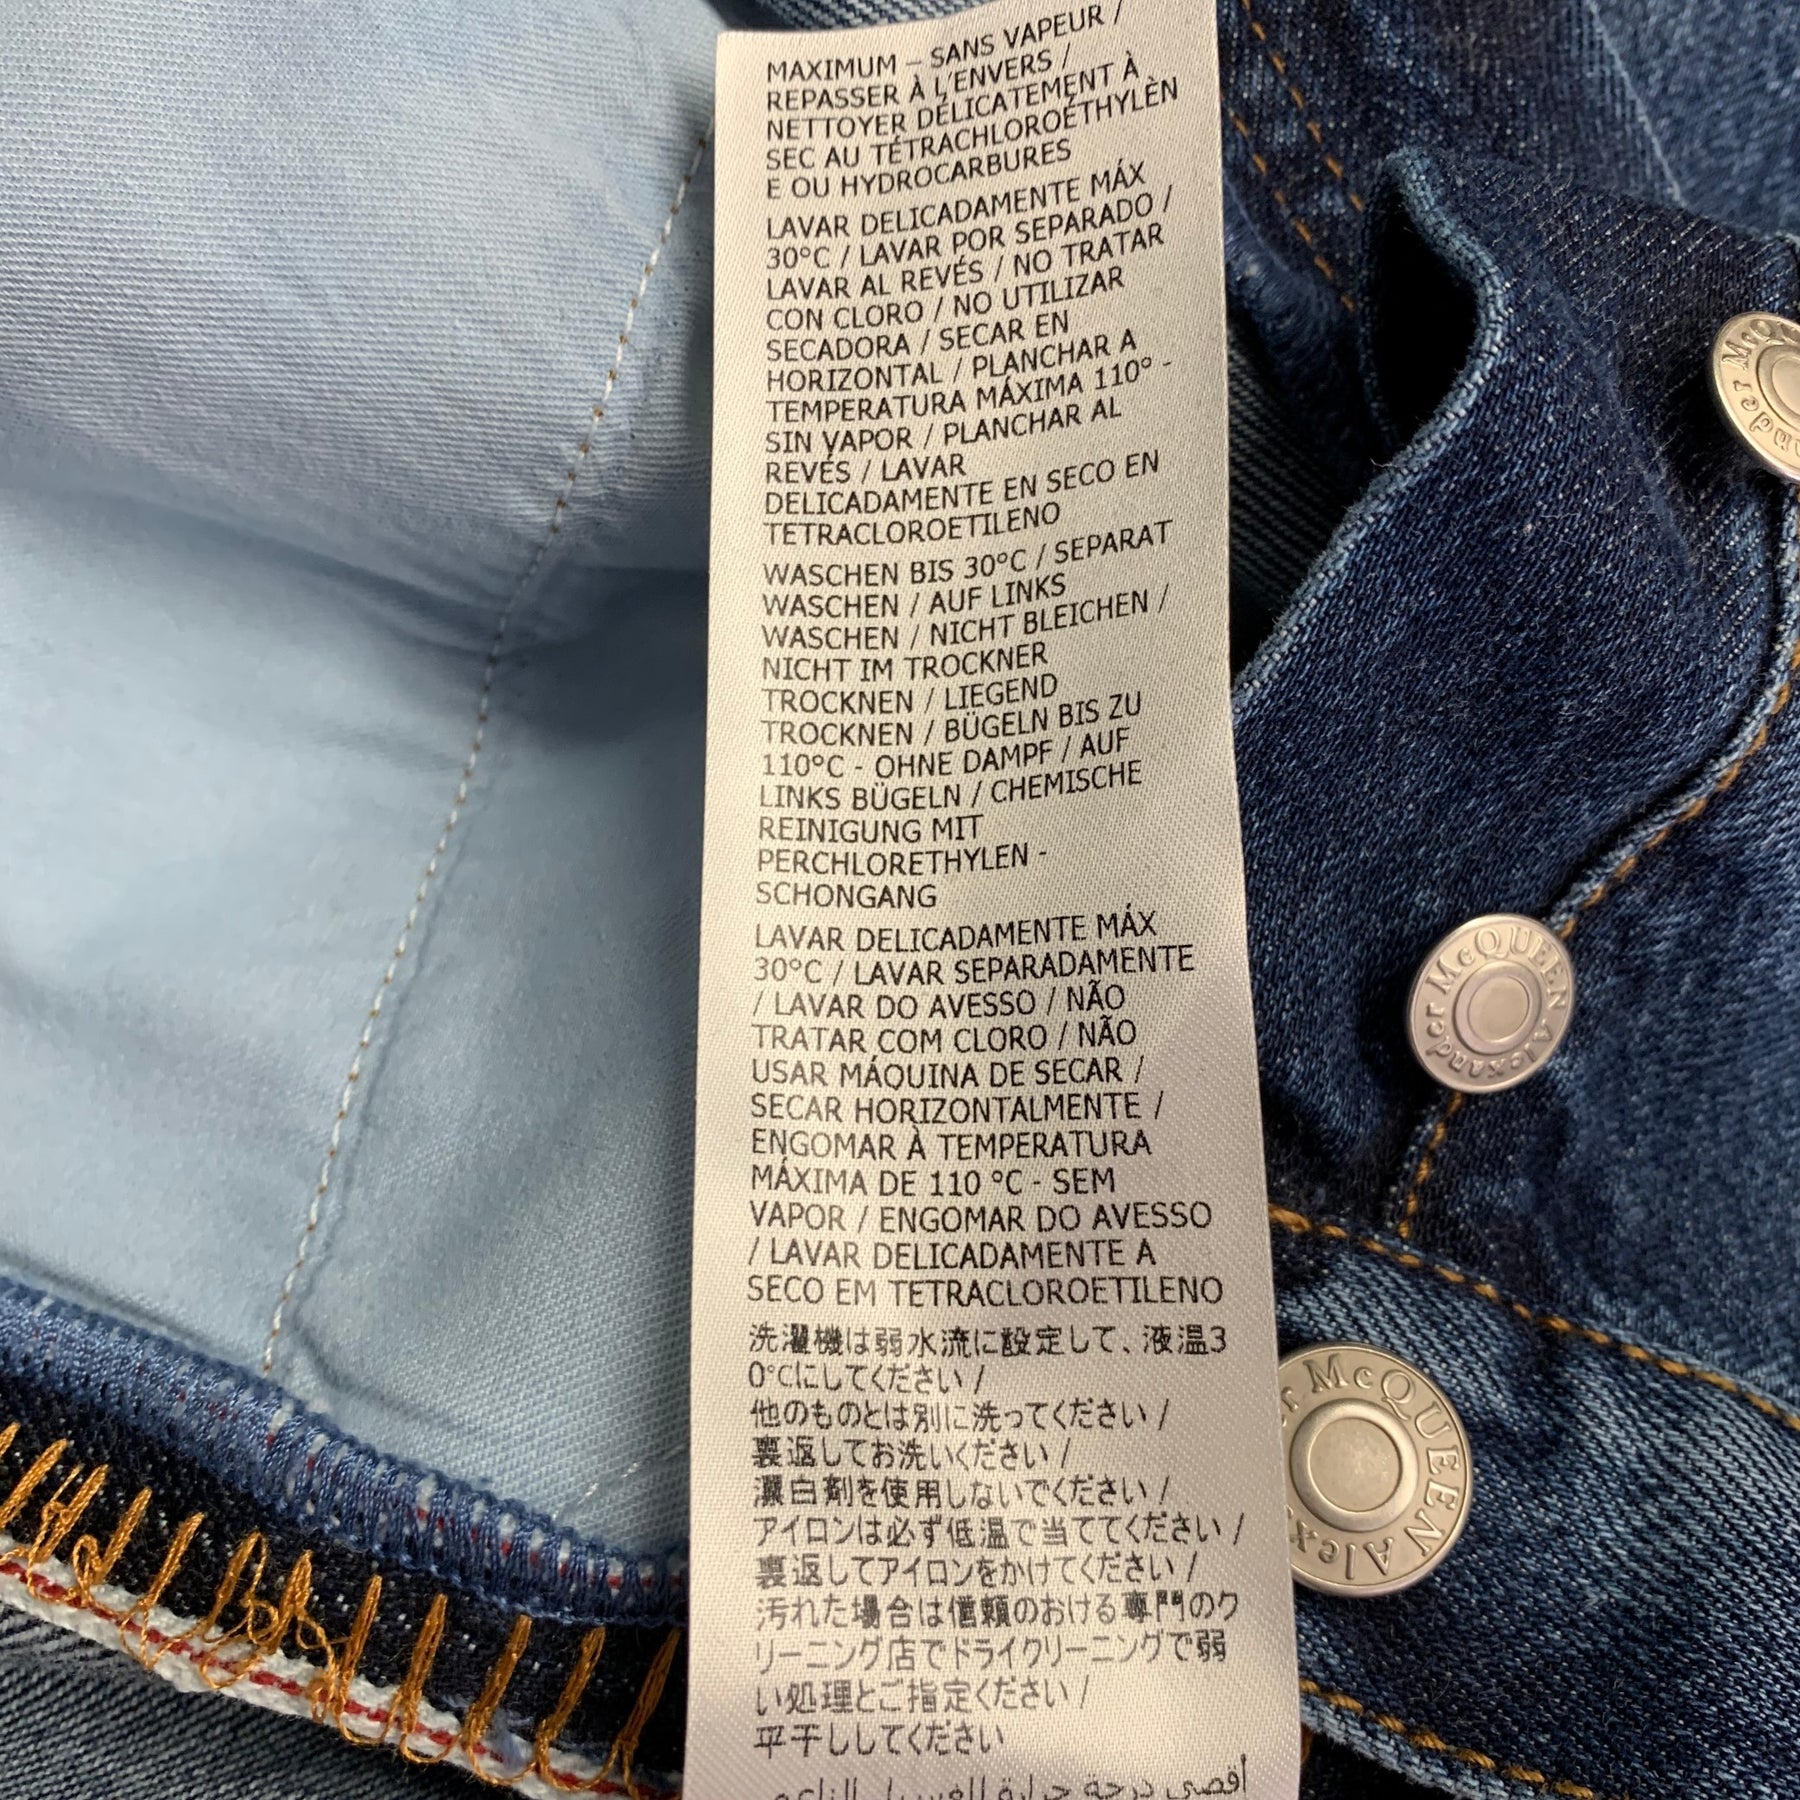 MAXIMUM – SANS VAPEUR /
REPASSER À L'ENVERS /
NETTOYER DÉLICATEMENT À
SEC AU TÉTRACHLOROÉTHYLÈN
E OU HYDROCARBURES
LAVAR DELICADAMENTE MÁX
30°C / LAVAR POR SEPARADO /
LAVAR AL REVÉS / NO TRATAR
CON CLORO / NO UTILIZAR
SECADORA / SECAR EN
HORIZONTAL / PLANCHAR A
TEMPERATURA MÁXIMA 110° -
SIN VAPOR / PLANCHAR AL
REVÉS / LAVAR
DELICADAMENTE EN SECO EN
TETRACLOROETILENO
WASCHEN BIS 30°C / SEPARAT
WASCHEN / AUF LINKS
WASCHEN / NICHT BLEICHEN /
NICHT IM TROCKNER
TROCKNEN / LIEGEND
TROCKNEN / BÜGELN BIS ZU
110°C - OHNE DAMPF / AUF
LINKS BÜGELN / CHEMISCHE
REINIGUNG MIT
PERCHLORETHYLEN -
SCHONGANG
LAVAR DELICADAMENTE MÁX
30°C / LAVAR SEPARADAMENTE
/ LAVAR DO AVESSO / NÃO
TRATAR COM CLORO / NÃO
USAR MÁQUINA DE SECAR /
SECAR HORIZONTALMENTE /
ENGOMAR À TEMPERATURA
MÁXIMA DE 110 °C - SEM
VAPOR / ENGOMAR DO AVESSO
/ LAVAR DELICADAMENTE A
SECO EM TETRACLOROETILENO
洗濯機は弱水流に設定して、液温3
0°Cにしてください /
他のものとは別に洗ってください /
裏返してお洗いください /
漂白剤を使用しないでください /
アイロンは必ず低温で当ててください /
裏返してアイロンをかけてください /
汚れた場合は信頼のおける専門のク
リーニング店でドライクリーニングで弱
い処理とご指定ください /
平干ししてください
أقصى درجة حرارة للغسيل
McQU
Alexander McQUEEN
McQUEEN Alex